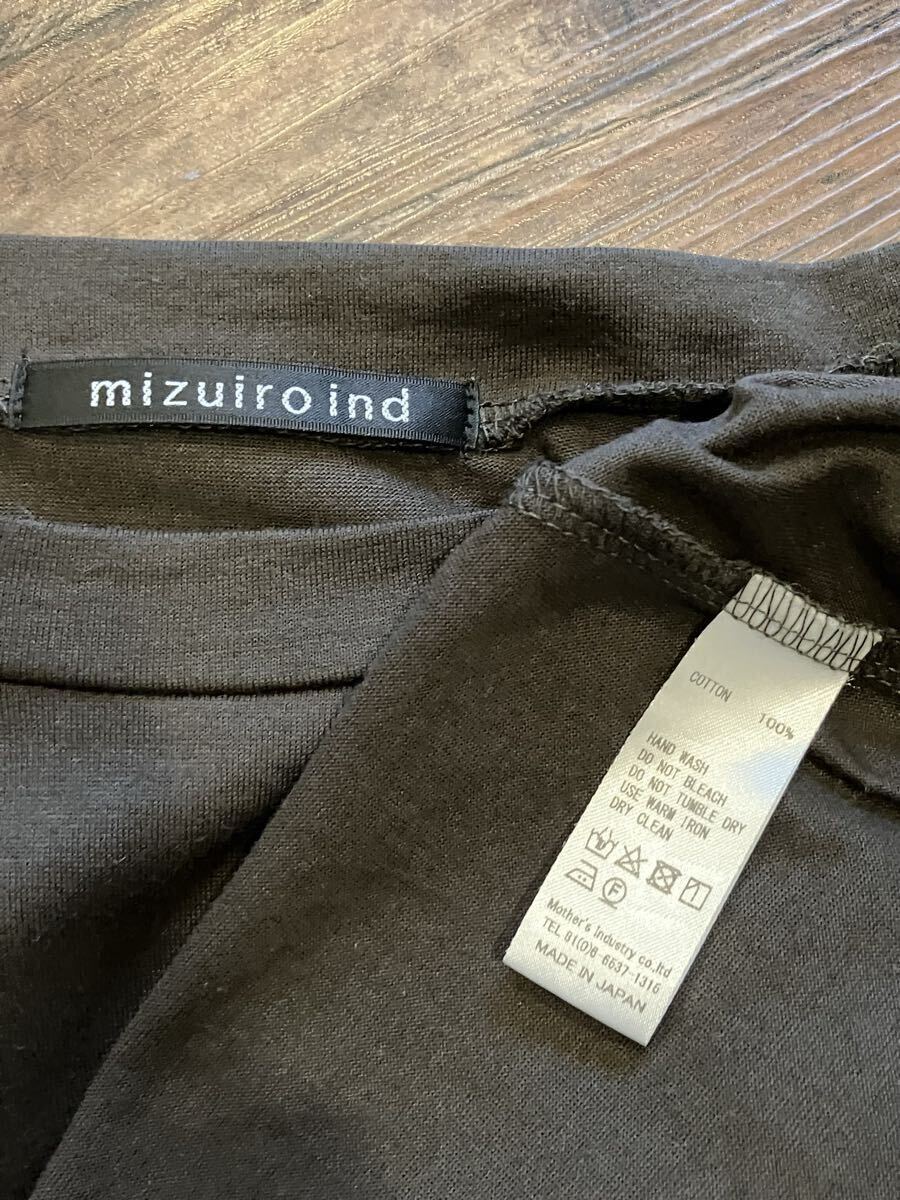 mizuiro ind
COTTON 100%
HAND WASH
DO NOT BLEACH
DO NOT TUMBLE DRY
USE WARM IRON
DRY CLEAN
F
Mother's Industry co.,ltd
TEL 81(0)6-6537-1316
MADE IN JAPAN